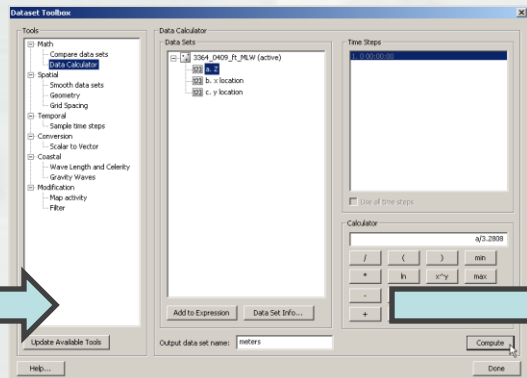 Dataset Toolbox
Tools
Math
Compare data sets
Data Calculator
Spatial
Smooth data sets
Geometry
Grid Spacing
Temporal
Sample time steps
Conversion
Scalar to Vector
Coastal
Wave Length and Celerity
Gravity Waves
Modification
Map activity
Filter
Update Available Tools
Data Calculator
Data Sets
3364_0409_ft_MLW (active)
a. Z
b. x location
c. y location
Add to Expression
Data Set Info...
Time Steps
1. 0:00:00:00
Use all time steps
Calculator
a/3.2808
/ ( ) min
* ln x^y max
-
+
Output data set name: meters
Compute
Help...
Done